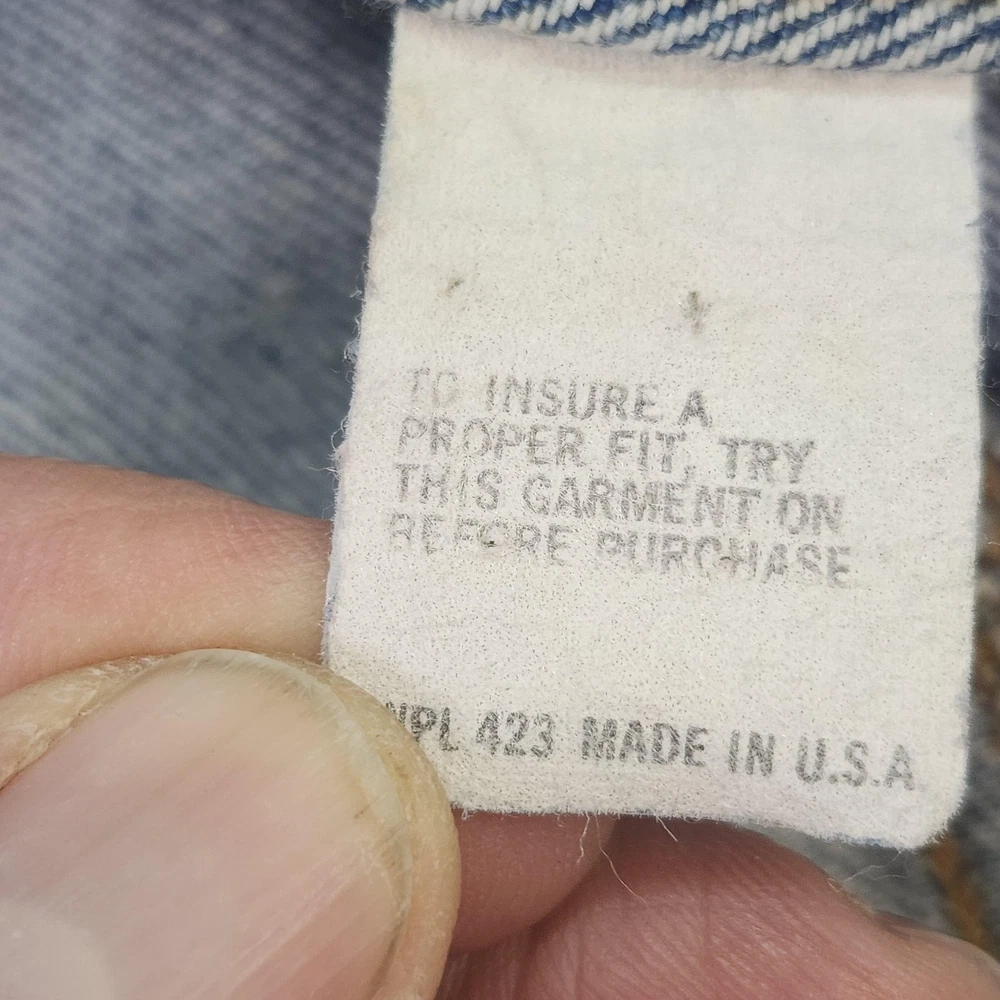 TO INSURE A
PROPER FIT, TRY
THIS GARMENT ON
BEFORE PURCHASE
WPL 423 MADE IN U.S.A